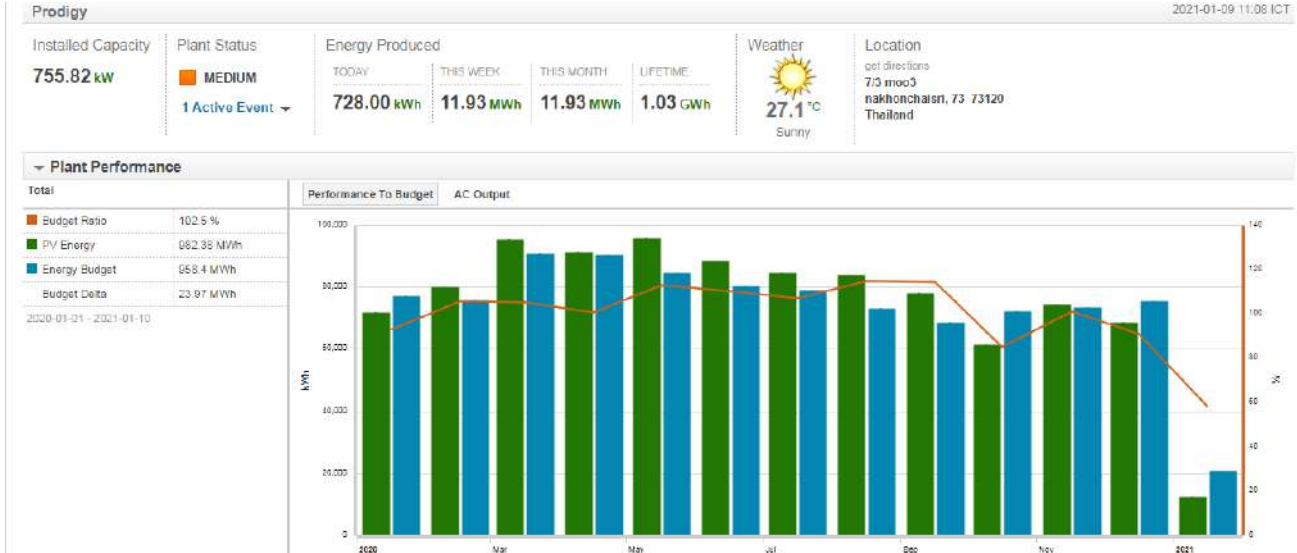 Prodigy
2021-01-09 11:08 ICT
Installed Capacity
755.82 kW
Plant Status
MEDIUM
1 Active Event
Energy Produced
TODAY
THIS WEEK
THIS MONTH
LIFETIME
728.00 kWh
11.93 MWh
11.93 MWh
1.03 GWh
Weather
27.1 °C
Sunny
Location
get directions
7/3 moo3
nakhonchaisri, 73 73120
Thailand
Plant Performance
Total
Budget Ratio
102.5 %
PV Energy
982.38 MWh
Energy Budget
958.4 MWh
Budget Delta
23.97 MWh
2020-01-01 - 2021-01-10
Performance To Budget
AC Output
100,000
80,000
60,000
40,000
20,000
0
kWh
140
120
100
80
60
40
20
0
%
2020
Mar
May
Jul
Sep
Nov
2021